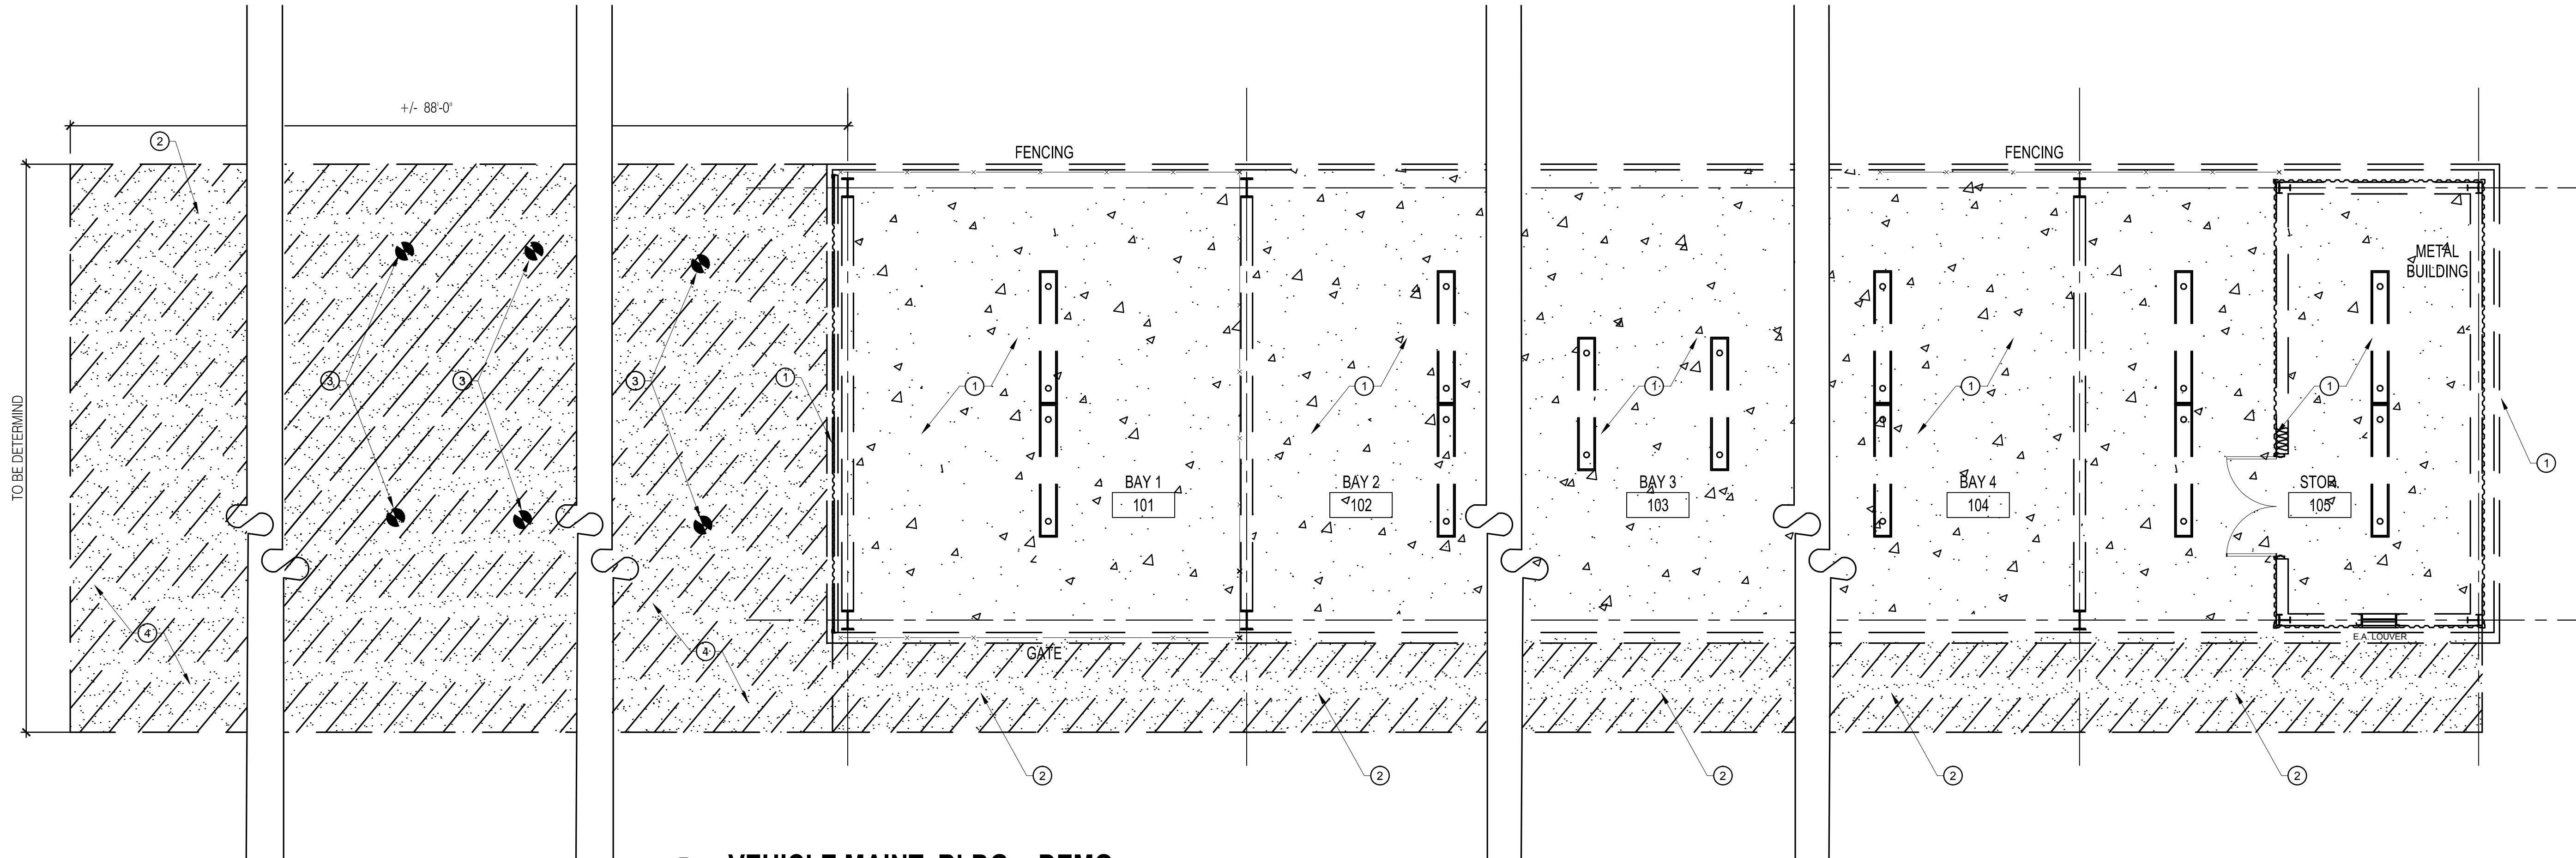 +/- 88'-0"
2
FENCING
FENCING
METAL
BUILDING
TO BE DETERMIND
3
3
3
1
1
1
1
1
1
1
BAY 1
101
BAY 2
102
BAY 3
103
BAY 4
104
STOR.
105
4
4
GATE
E.A. LOUVER
2
2
2
2
2